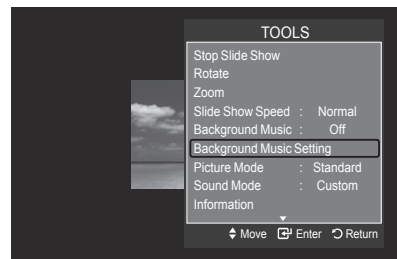 TOOLS
Stop Slide Show
Rotate
Zoom
Slide Show Speed : Normal
Background Music : Off
Background Music Setting
Picture Mode : Standard
Sound Mode : Custom
Information
Move Enter Return